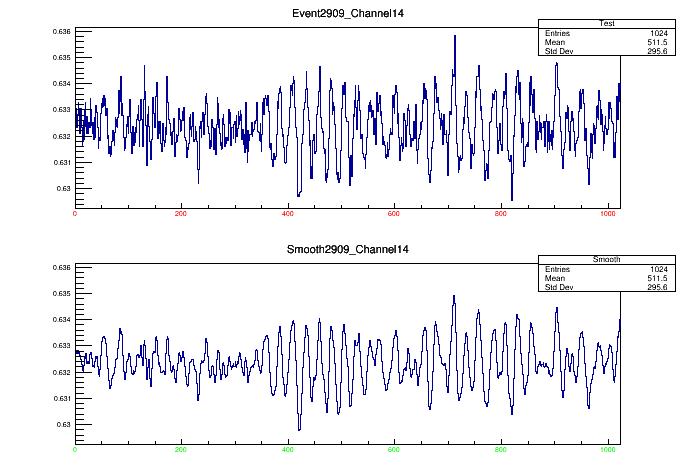 Event2909_Channel14
Test
Entries 1024
Mean 511.5
Std Dev 295.6
0.636
0.635
0.634
0.633
0.632
0.631
0.63
0 200 400 600 800 1000
Smooth2909_Channel14
Smooth
Entries 1024
Mean 511.5
Std Dev 295.6
0.636
0.635
0.634
0.633
0.632
0.631
0.63
0 200 400 600 800 1000